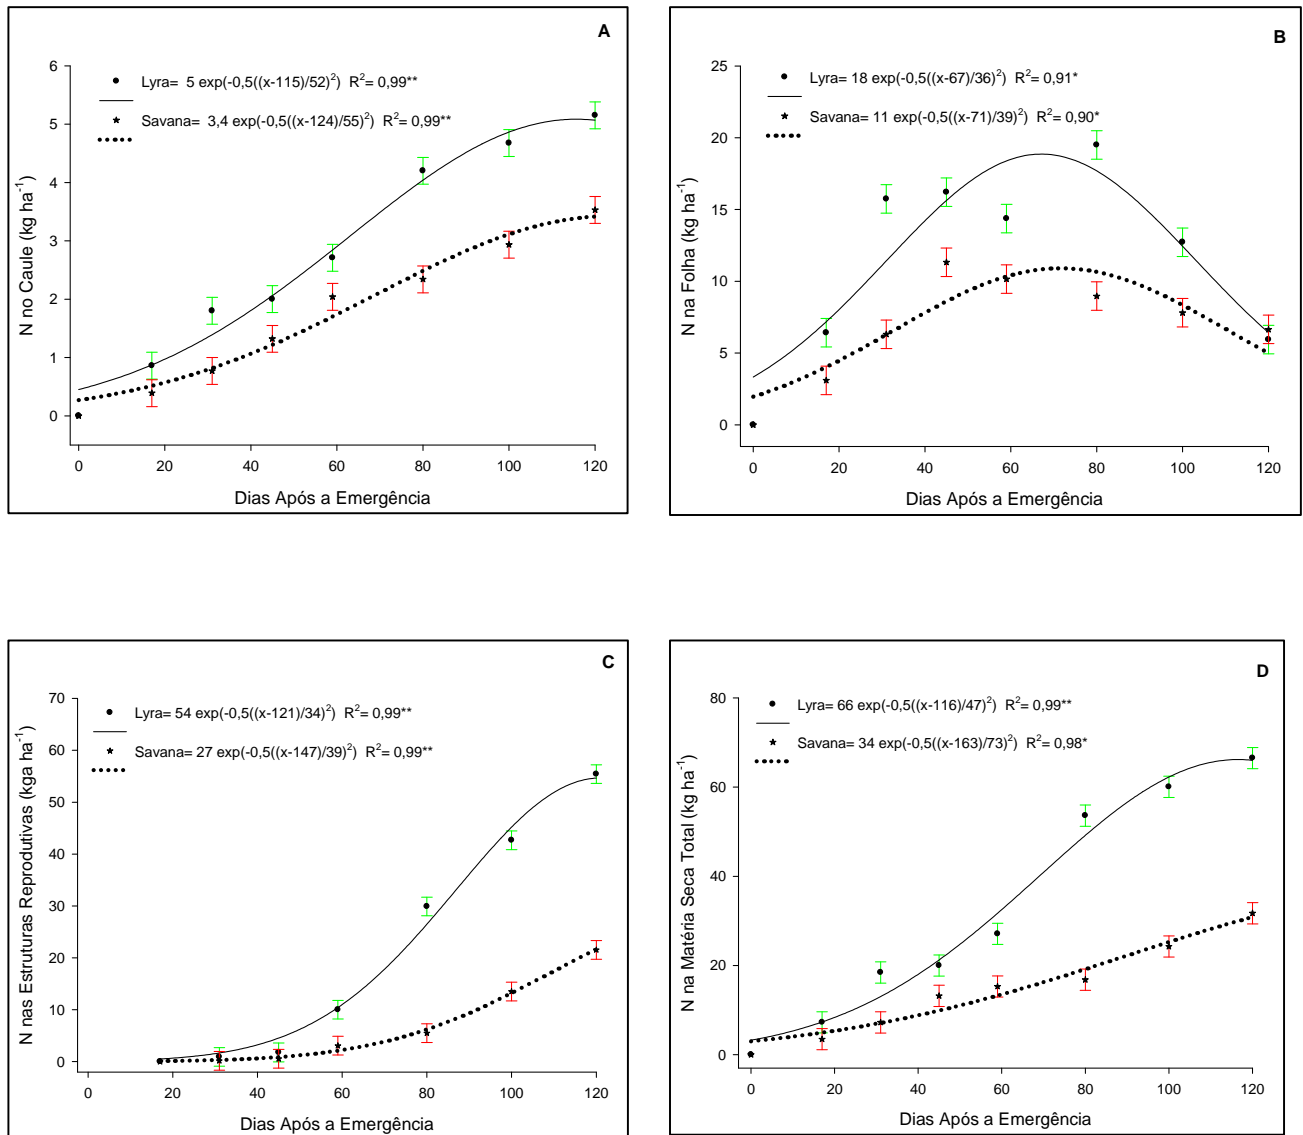 A
Lyra= 5 exp(-0,5((x-115)/52)²) R²= 0,99**
Savana= 3,4 exp(-0,5((x-124)/55)²) R²= 0,99**
N no Caule (kg ha⁻¹)
6
5
4
3
2
1
0
0 20 40 60 80 100 120
Dias Após a Emergência
B
Lyra= 18 exp(-0,5((x-67)/36)²) R²= 0,91*
Savana= 11 exp(-0,5((x-71)/39)²) R²= 0,90*
N na Folha (kg ha⁻¹)
25
20
15
10
5
0
0 20 40 60 80 100 120
Dias Após a Emergência
C
Lyra= 54 exp(-0,5((x-121)/34)²) R²= 0,99**
Savana= 27 exp(-0,5((x-147)/39)²) R²= 0,99**
N nas Estruturas Reprodutivas (kga ha⁻¹)
70
60
50
40
30
20
10
0
0 20 40 60 80 100 120
Dias Após a Emergência
D
Lyra= 66 exp(-0,5((x-116)/47)²) R²= 0,99**
Savana= 34 exp(-0,5((x-163)/73)²) R²= 0,98*
N na Matéria Seca Total (kg ha⁻¹)
80
60
40
20
0
0 20 40 60 80 100 120
Dias Após a Emergência